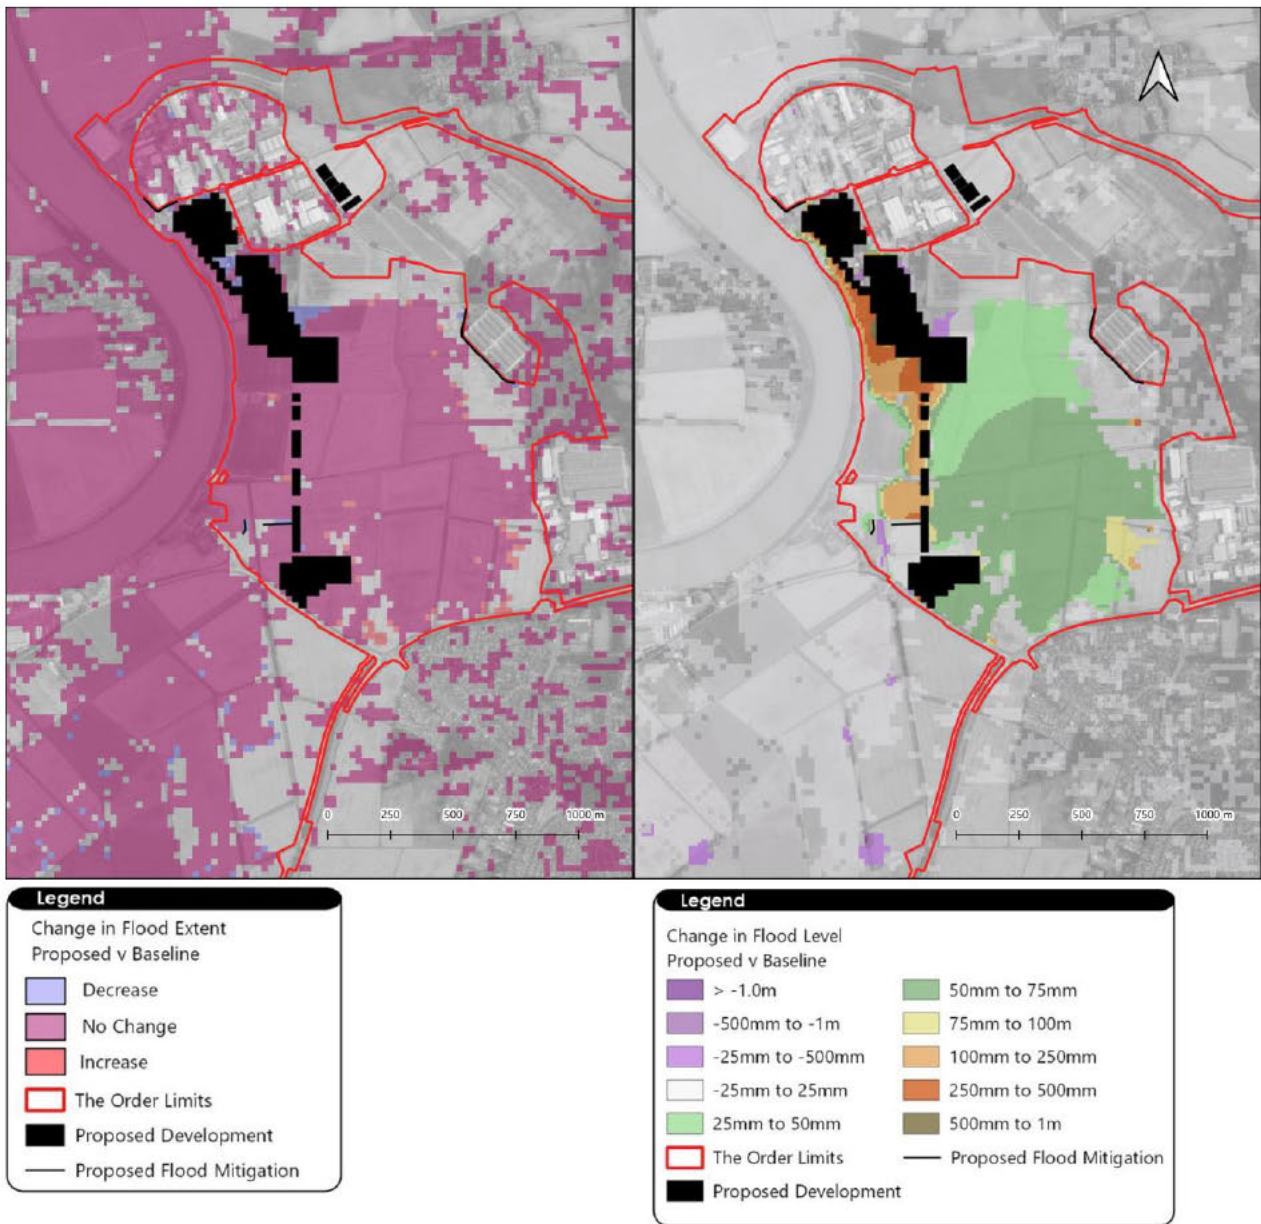 0 250 500 750 1000 m
0 250 500 750 1000 m
Legend
Change in Flood Extent
Proposed v Baseline
Decrease
No Change
Increase
The Order Limits
Proposed Development
Proposed Flood Mitigation
Legend
Change in Flood Level
Proposed v Baseline
> -1.0m
-500mm to -1m
-25mm to -500mm
-25mm to 25mm
25mm to 50mm
The Order Limits
Proposed Development
50mm to 75mm
75mm to 100m
100mm to 250mm
250mm to 500mm
500mm to 1m
Proposed Flood Mitigation